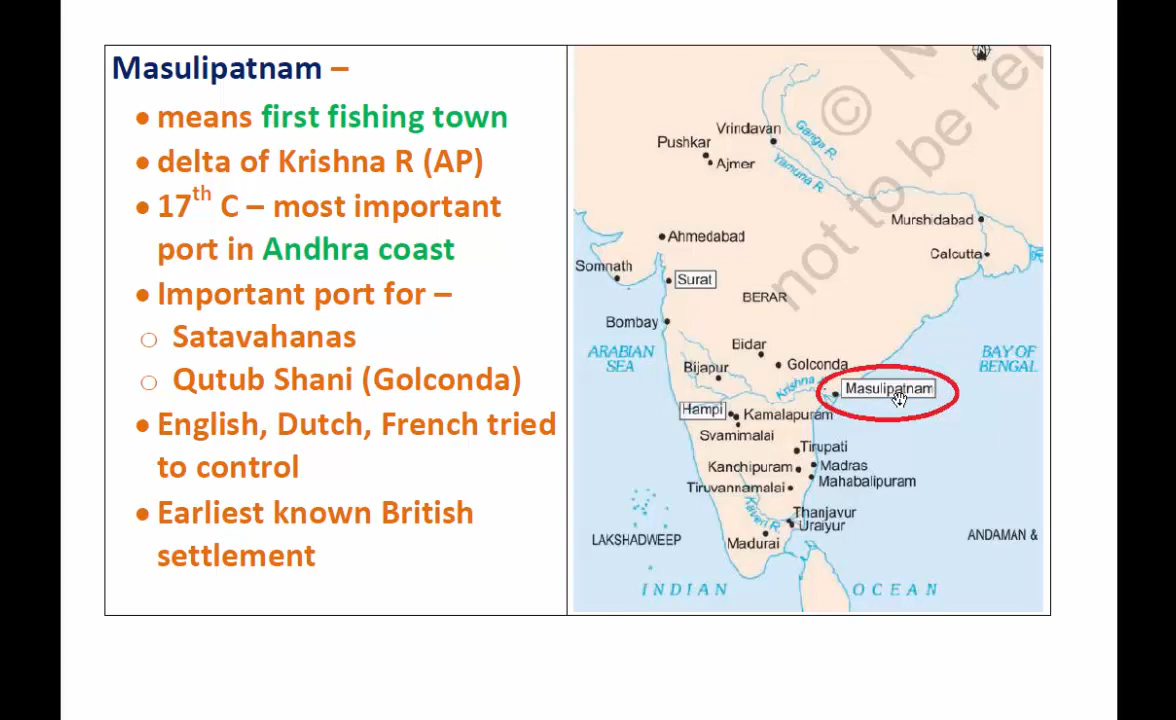 Masulipatnam –
• means first fishing town
• delta of Krishna R (AP)
• 17th C – most important
port in Andhra coast
• Important port for –
○ Satavahanas
○ Qutub Shani (Golconda)
• English, Dutch, French tried
to control
• Earliest known British
settlement
N
© N
not to be re
Vrindavan
Ganga R.
Pushkar
Ajmer
Yamuna R.
Murshidabad
Ahmedabad
Calcutta
Somnath
Surat
BERAR
Bombay
Bidar
ARABIAN
SEA
BAY OF
BENGAL
Golconda
Bijapur
Krishna
Masulipatnam
Hampi
Kamalapuram
Svamimalai
Tirupati
Kanchipuram
Madras
Mahabalipuram
Tiruvannamalai
Kaveri R.
Thanjavur
Uraiyur
LAKSHADWEEP
Madurai
ANDAMAN &
INDIAN OCEAN